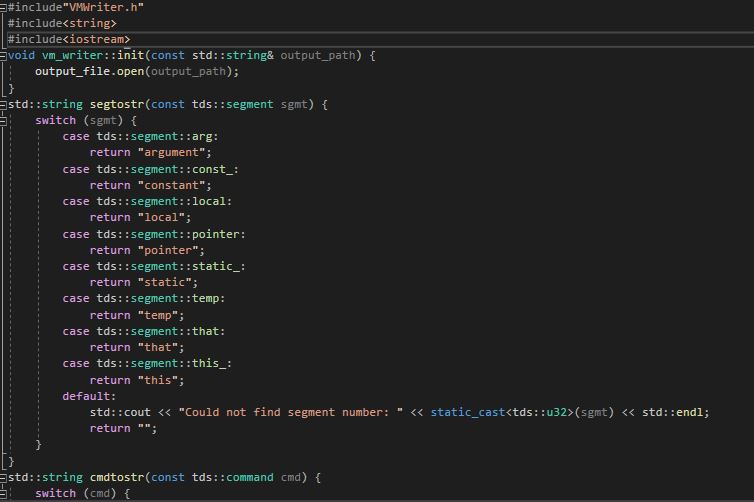 #include"VMWriter.h"
#include<string>
#include<iostream>
void vm_writer::init(const std::string& output_path) {
    output_file.open(output_path);
}
std::string segtostr(const tds::segment sgmt) {
    switch (sgmt) {
        case tds::segment::arg:
            return "argument";
        case tds::segment::const_:
            return "constant";
        case tds::segment::local:
            return "local";
        case tds::segment::pointer:
            return "pointer";
        case tds::segment::static_:
            return "static";
        case tds::segment::temp:
            return "temp";
        case tds::segment::that:
            return "that";
        case tds::segment::this_:
            return "this";
        default:
            std::cout << "Could not find segment number: " << static_cast<tds::u32>(sgmt) << std::endl;
            return "";
    }
}
std::string cmdtostr(const tds::command cmd) {
    switch (cmd) {